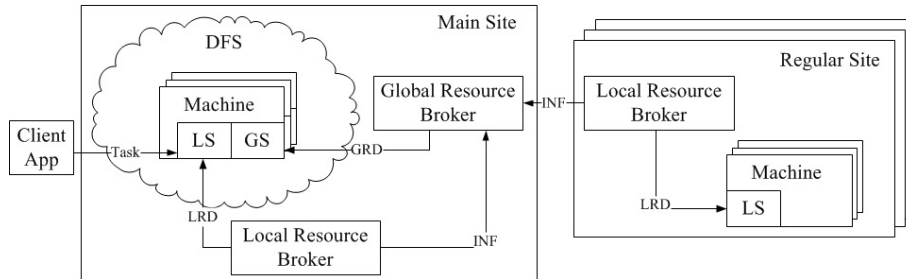 Main Site
DFS
Regular Site
Machine
Global Resource
Broker
INF
Local Resource
Broker
Client
App
Task
LS
GS
GRD
Machine
LRD
LRD
LS
Local Resource
Broker
INF